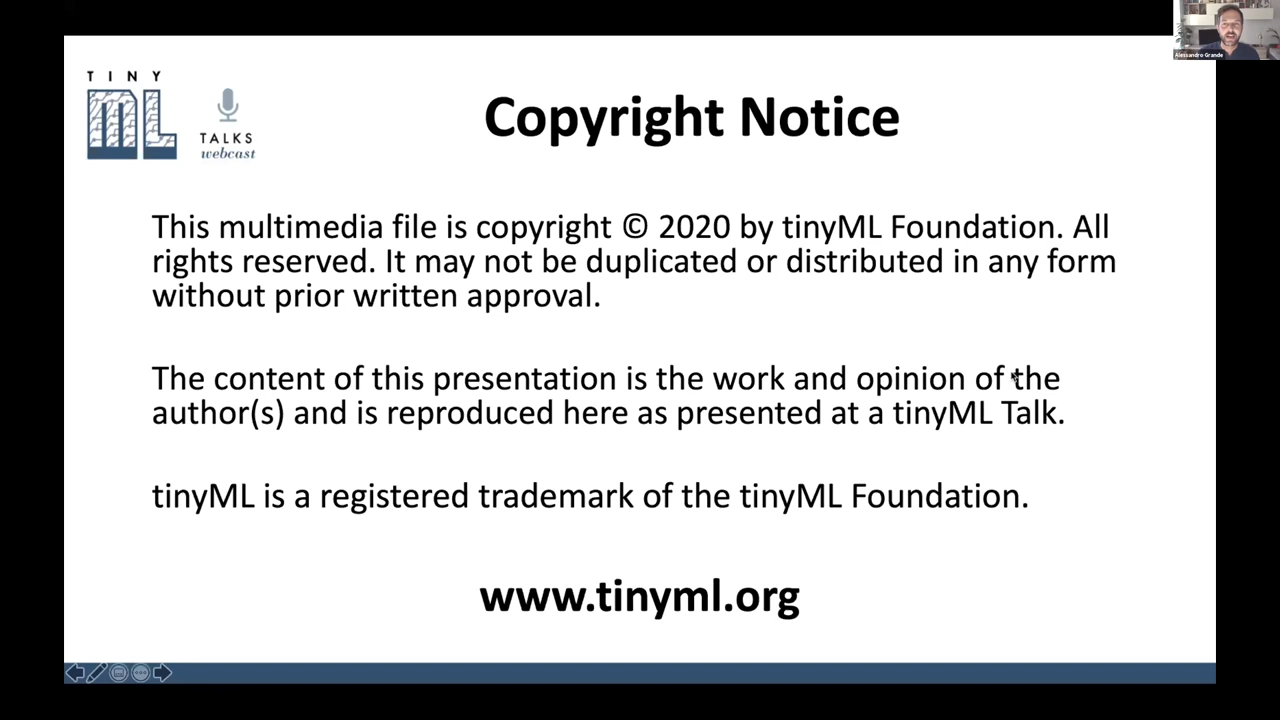 Alessandro Grande
TINY
ML
TALKS
webcast
Copyright Notice
This multimedia file is copyright © 2020 by tinyML Foundation. All
rights reserved. It may not be duplicated or distributed in any form
without prior written approval.
The content of this presentation is the work and opinion of the
author(s) and is reproduced here as presented at a tinyML Talk.
tinyML is a registered trademark of the tinyML Foundation.
www.tinyml.org